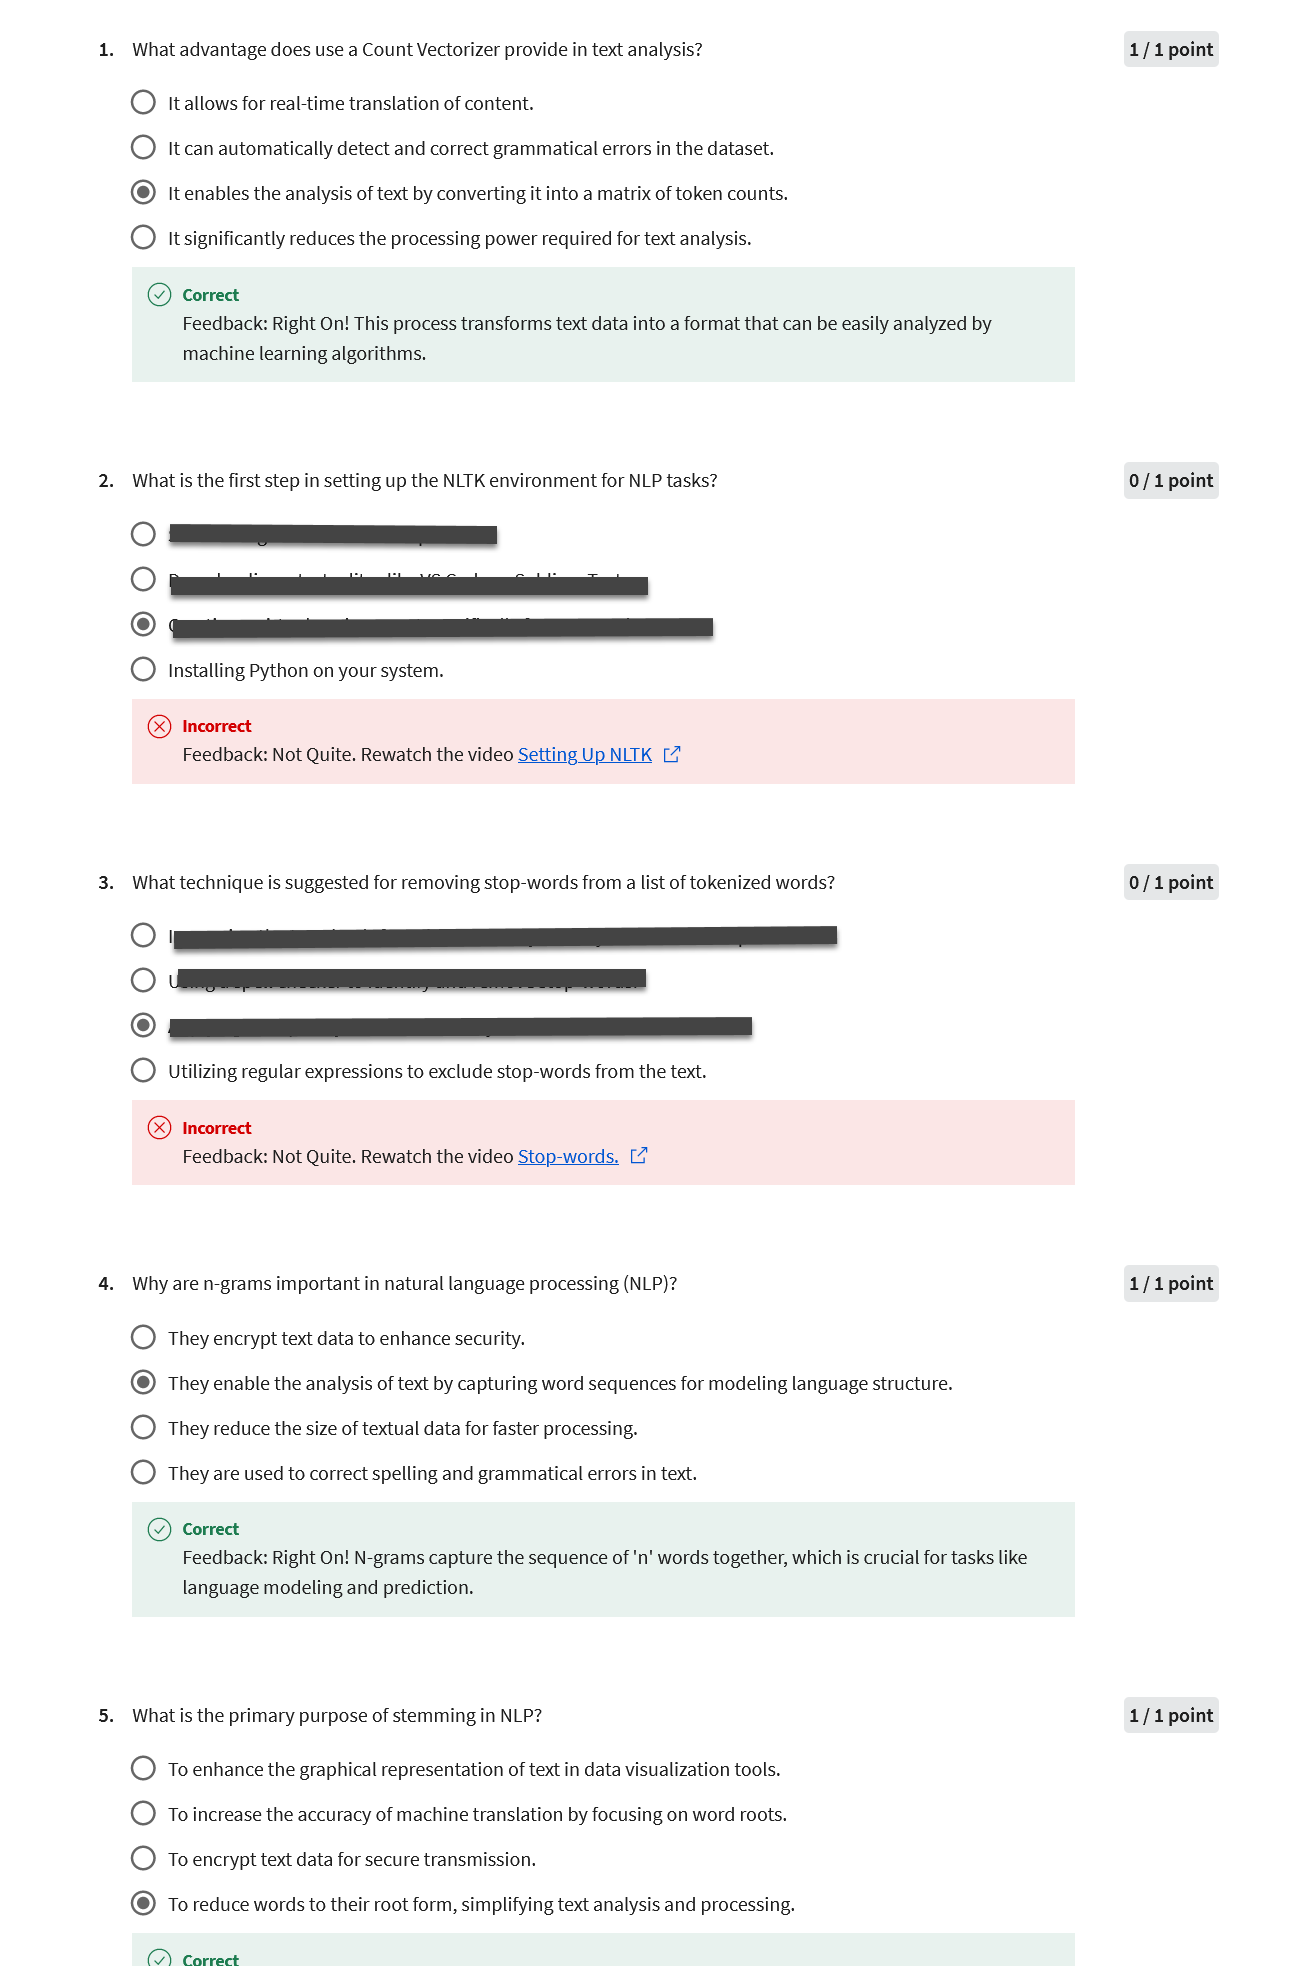 1. What advantage does use a Count Vectorizer provide in text analysis?
1 / 1 point
It allows for real-time translation of content.
It can automatically detect and correct grammatical errors in the dataset.
It enables the analysis of text by converting it into a matrix of token counts.
It significantly reduces the processing power required for text analysis.
Correct
Feedback: Right On! This process transforms text data into a format that can be easily analyzed by
machine learning algorithms.
2. What is the first step in setting up the NLTK environment for NLP tasks?
0 / 1 point
Installing Python on your system.
Incorrect
Feedback: Not Quite. Rewatch the video Setting Up NLTK
3. What technique is suggested for removing stop-words from a list of tokenized words?
0 / 1 point
Utilizing regular expressions to exclude stop-words from the text.
Incorrect
Feedback: Not Quite. Rewatch the video Stop-words.
4. Why are n-grams important in natural language processing (NLP)?
1 / 1 point
They encrypt text data to enhance security.
They enable the analysis of text by capturing word sequences for modeling language structure.
They reduce the size of textual data for faster processing.
They are used to correct spelling and grammatical errors in text.
Correct
Feedback: Right On! N-grams capture the sequence of 'n' words together, which is crucial for tasks like
language modeling and prediction.
5. What is the primary purpose of stemming in NLP?
1 / 1 point
To enhance the graphical representation of text in data visualization tools.
To increase the accuracy of machine translation by focusing on word roots.
To encrypt text data for secure transmission.
To reduce words to their root form, simplifying text analysis and processing.
Correct